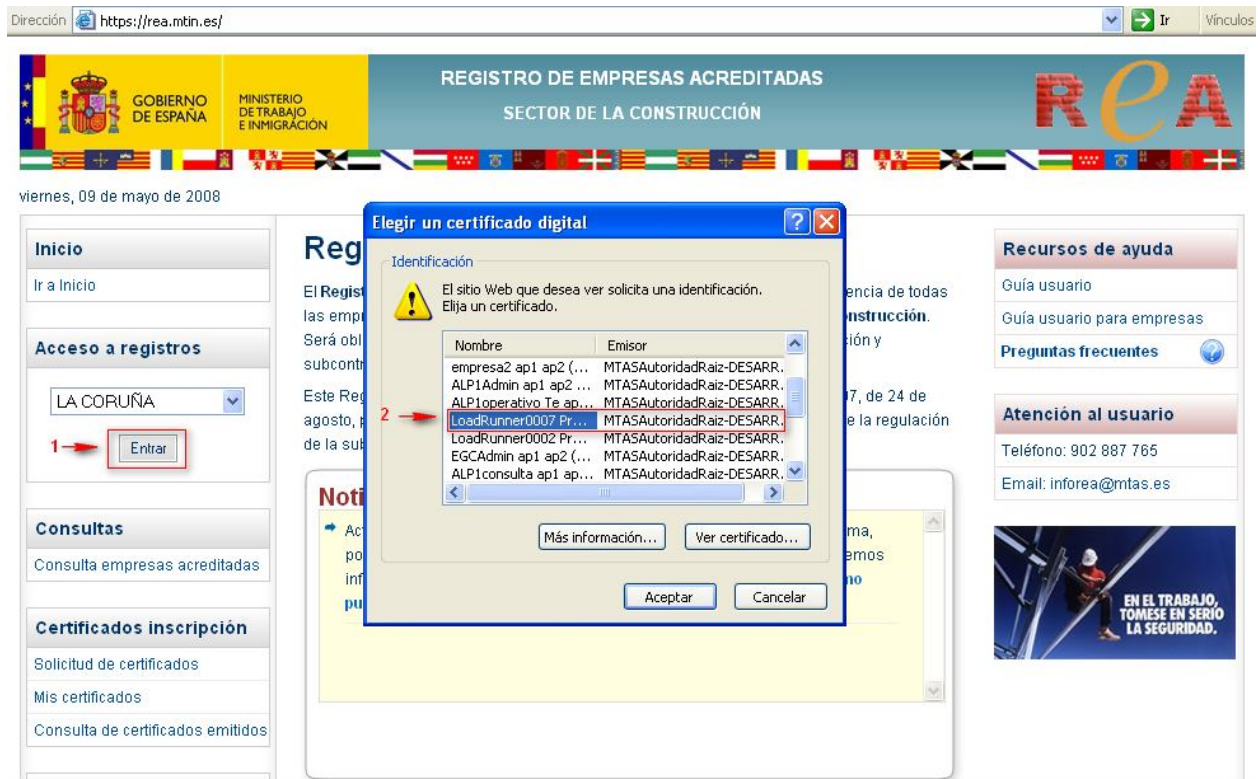 Dirección https://rea.mtin.es/ Ir Vínculos
GOBIERNO DE ESPAÑA
MINISTERIO DE TRABAJO E INMIGRACIÓN
REGISTRO DE EMPRESAS ACREDITADAS
SECTOR DE LA CONSTRUCCIÓN
ReA
viernes, 09 de mayo de 2008
Inicio
Ir a Inicio
Acceso a registros
LA CORUÑA
1
Entrar
Consultas
Consulta empresas acreditadas
Certificados inscripción
Solicitud de certificados
Mis certificados
Consulta de certificados emitidos
Reg
El Regist encia de todas
las empr nstrucción.
Será obl ión y
subcontr
Este Reg 7, de 24 de
agosto, p e la regulación
de la sub
Noti
Ac ma,
po emos
inf no
pu
Elegir un certificado digital
Identificación
El sitio Web que desea ver solicita una identificación.
Elija un certificado.
Nombre Emisor
empresa2 ap1 ap2 (... MTASAutoridadRaiz-DESARR.
ALP1Admin ap1 ap2 ... MTASAutoridadRaiz-DESARR.
ALP1operativo Te ap... MTASAutoridadRaiz-DESARR.
2
LoadRunner0007 Pr... MTASAutoridadRaiz-DESARR.
LoadRunner0002 Pr... MTASAutoridadRaiz-DESARR.
EGCAdmin ap1 ap2 (... MTASAutoridadRaiz-DESARR.
ALP1consulta ap1 ap... MTASAutoridadRaiz-DESARR.
Más información... Ver certificado...
Aceptar Cancelar
Recursos de ayuda
Guía usuario
Guía usuario para empresas
Preguntas frecuentes
Atención al usuario
Teléfono: 902 887 765
Email: inforea@mtas.es
EN EL TRABAJO,
TOMESE EN SERIO
LA SEGURIDAD.